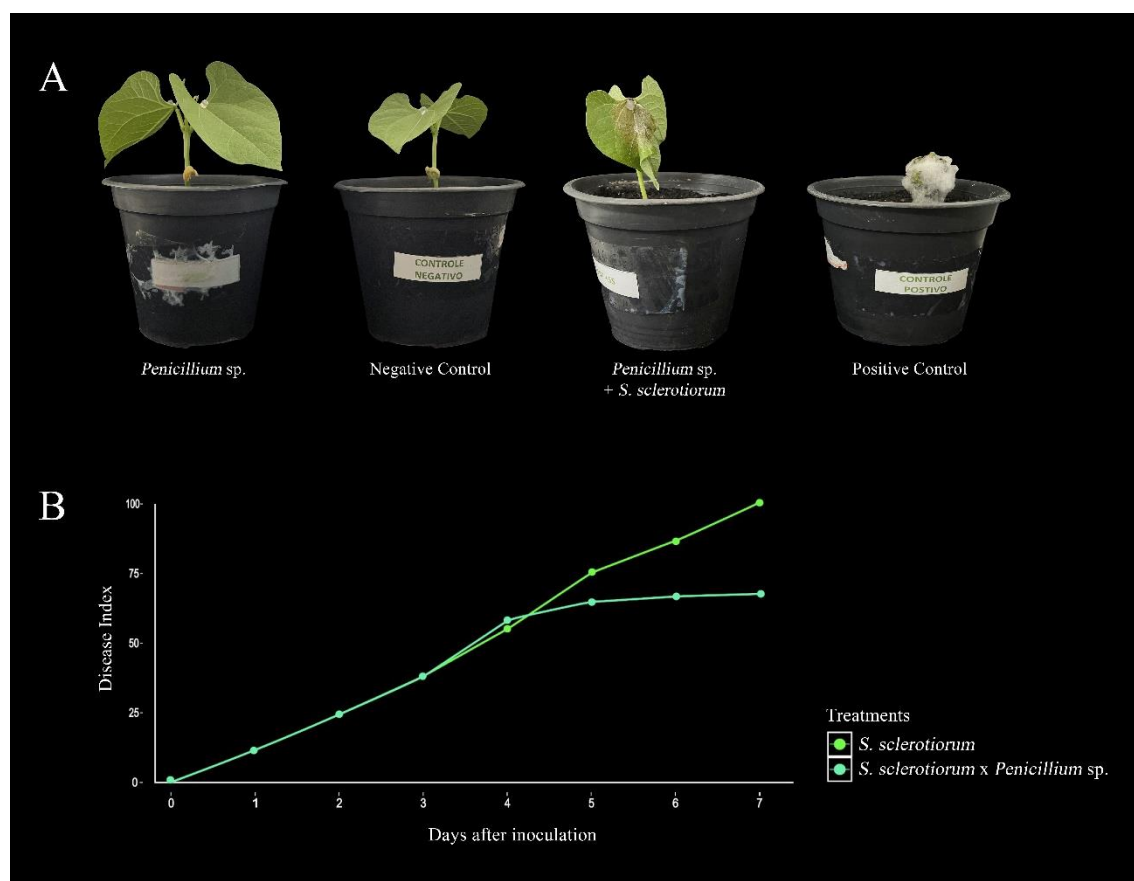 A
CONTROLE
NEGATIVO
CONTROLE
POSTIVO
Penicillium sp.
Negative Control
Penicillium sp.
+ S. sclerotiorum
Positive Control
B
100-
75-
50-
25-
0-
Disease Index
0 1 2 3 4 5 6 7
Days after inoculation
Treatments
S. sclerotiorum
S. sclerotiorum x Penicillium sp.